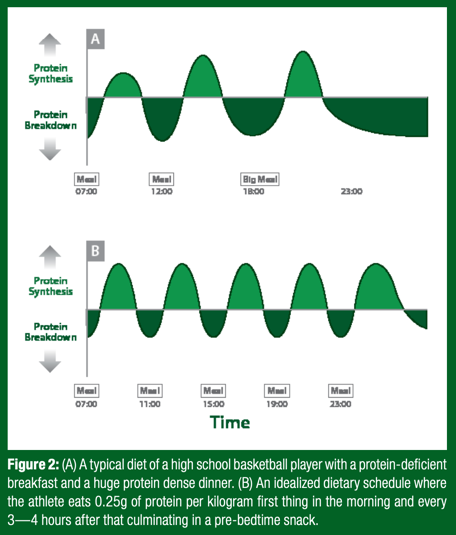 A
Protein
Synthesis
Protein
Breakdown
Meal Meal Big Meal
07:00 12:00 18:00 23:00
B
Protein
Synthesis
Protein
Breakdown
Meal Meal Meal Meal Meal
07:00 11:00 15:00 19:00 23:00
Time
Figure 2: (A) A typical diet of a high school basketball player with a protein-deficient
breakfast and a huge protein dense dinner. (B) An idealized dietary schedule where
the athlete eats 0.25g of protein per kilogram first thing in the morning and every
3—4 hours after that culminating in a pre-bedtime snack.